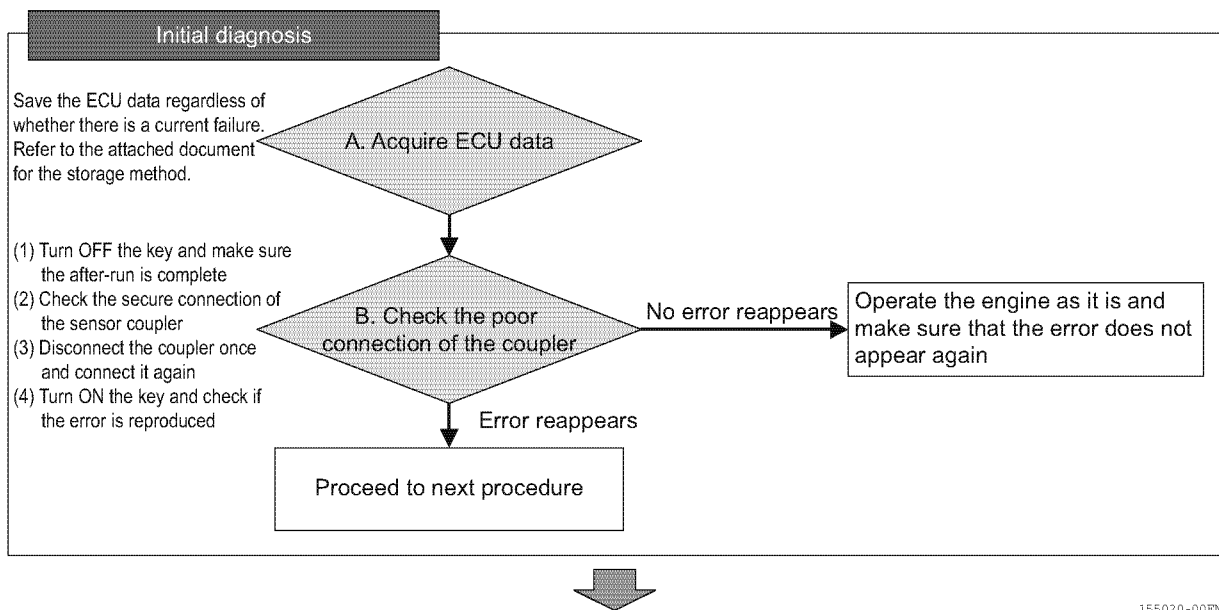 Initial diagnosis
Save the ECU data regardless of
whether there is a current failure.
Refer to the attached document
for the storage method.
A. Acquire ECU data
(1) Turn OFF the key and make sure
the after-run is complete
(2) Check the secure connection of
the sensor coupler
(3) Disconnect the coupler once
and connect it again
(4) Turn ON the key and check if
the error is reproduced
B. Check the poor
connection of the coupler
No error reappears
Operate the engine as it is and
make sure that the error does not
appear again
Error reappears
Proceed to next procedure
155020-00EN